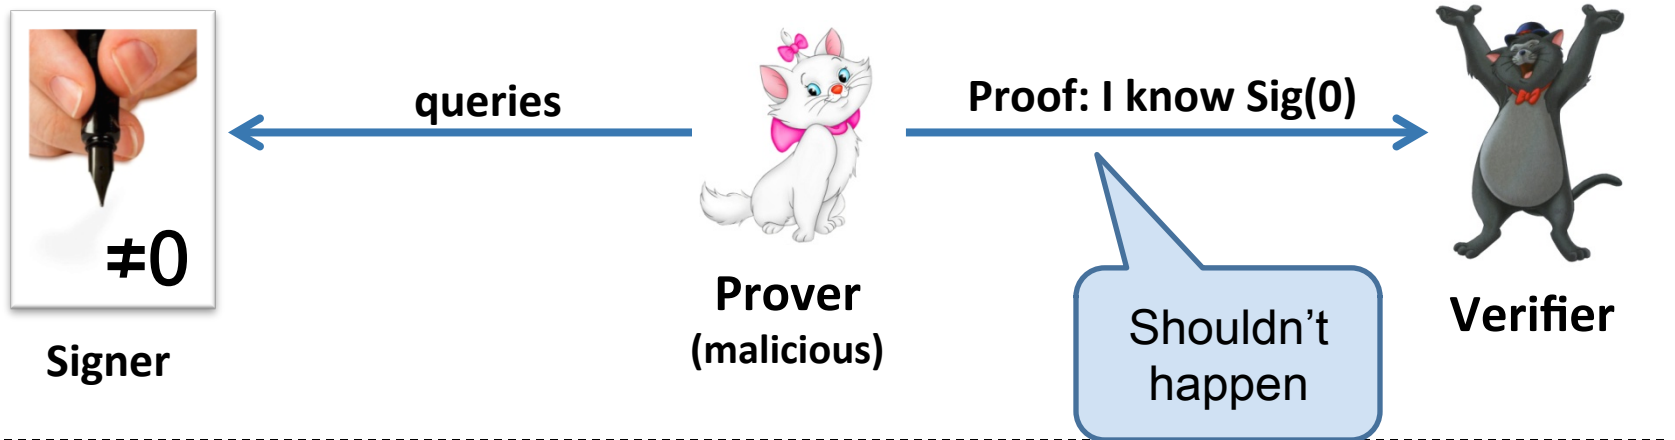 queries
Proof: I know Sig(0)
≠0
Prover
(malicious)
Signer
Verifier
Shouldn’t
happen